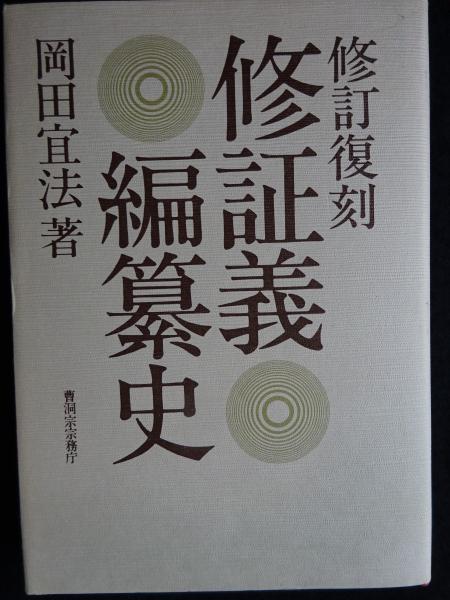 修訂復刻
修証義
編纂史
岡田宜法著
曹洞宗宗務庁